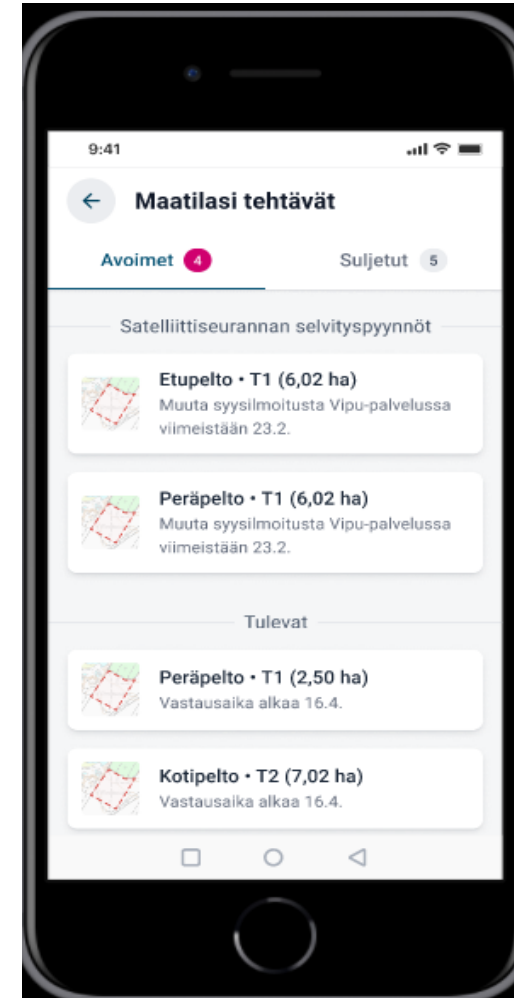 9:41
Maatilasi tehtävät
Avoimet 4
Suljetut 5
Satelliittiseurannan selvityspyynnöt
Etupelto • T1 (6,02 ha)
Muuta syysilmoitusta Vipu-palvelussa
viimeistään 23.2.
Peräpelto • T1 (6,02 ha)
Muuta syysilmoitusta Vipu-palvelussa
viimeistään 23.2.
Tulevat
Peräpelto • T1 (2,50 ha)
Vastausaika alkaa 16.4.
Kotipelto • T2 (7,02 ha)
Vastausaika alkaa 16.4.